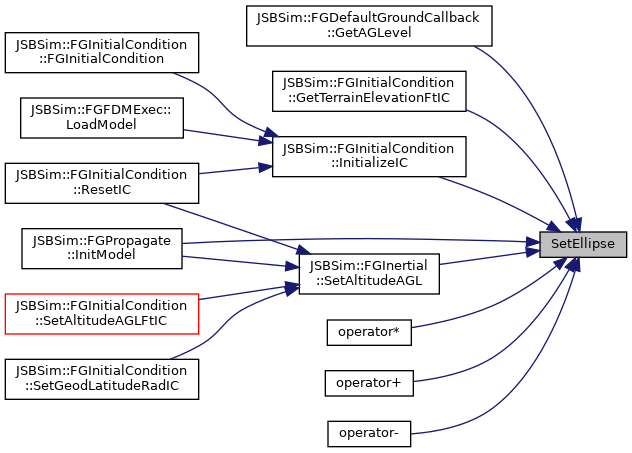 JSBSim::FGInitialCondition
::FGInitialCondition
JSBSim::FGFDMExec::
LoadModel
JSBSim::FGInitialCondition
::ResetIC
JSBSim::FGPropagate
::InitModel
JSBSim::FGInitialCondition
::SetAltitudeAGLFtIC
JSBSim::FGInitialCondition
::SetGeodLatitudeRadIC
JSBSim::FGDefaultGroundCallback
::GetAGLevel
JSBSim::FGInitialCondition
::GetTerrainElevationFtIC
JSBSim::FGInitialCondition
::InitializeIC
JSBSim::FGInertial
::SetAltitudeAGL
operator*
operator+
operator-
SetEllipse